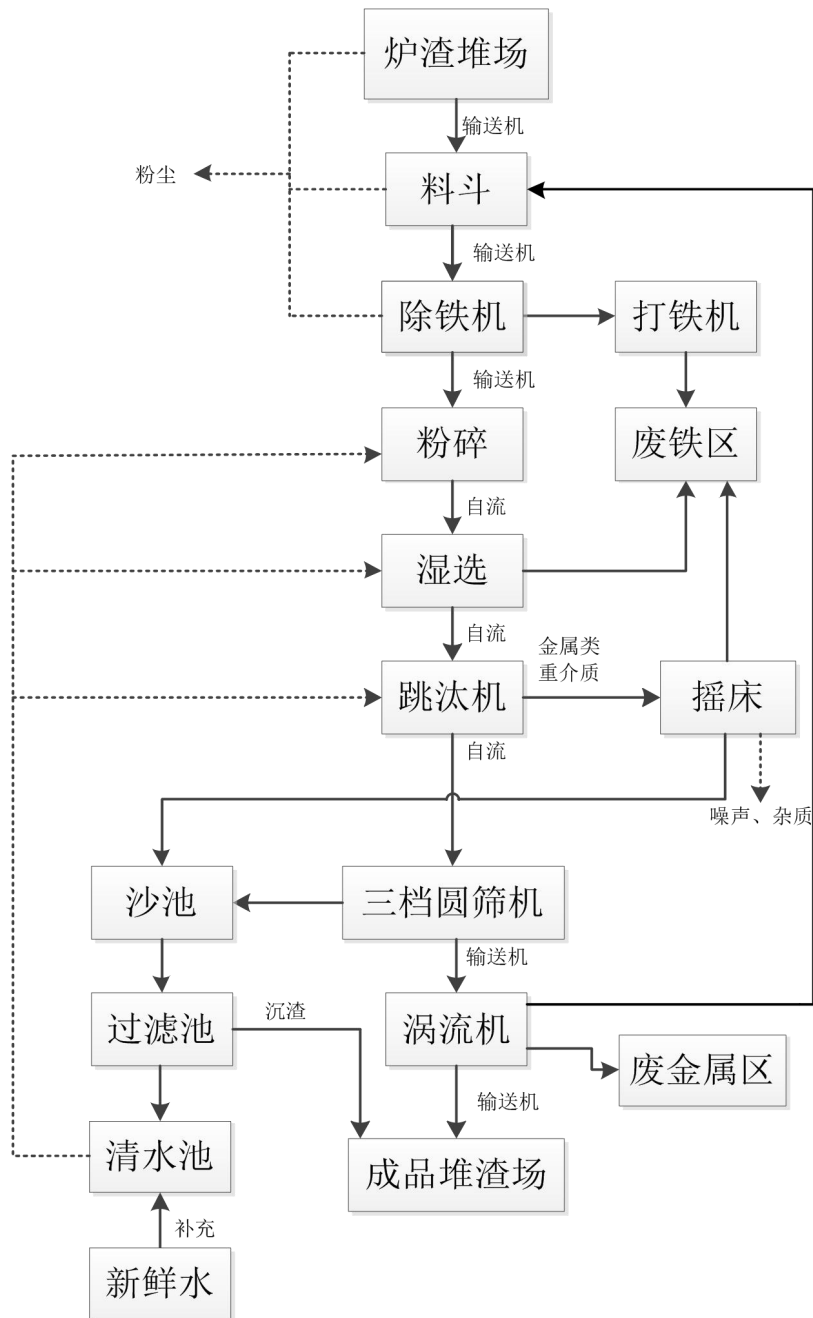 炉渣堆场
输送机
粉尘
料斗
输送机
除铁机
打铁机
输送机
粉碎
废铁区
自流
湿选
自流
金属类
重介质
跳汰机
摇床
自流
噪声、杂质
沙池
三档圆筛机
输送机
过滤池
沉渣
涡流机
废金属区
输送机
清水池
成品堆渣场
补充
新鲜水